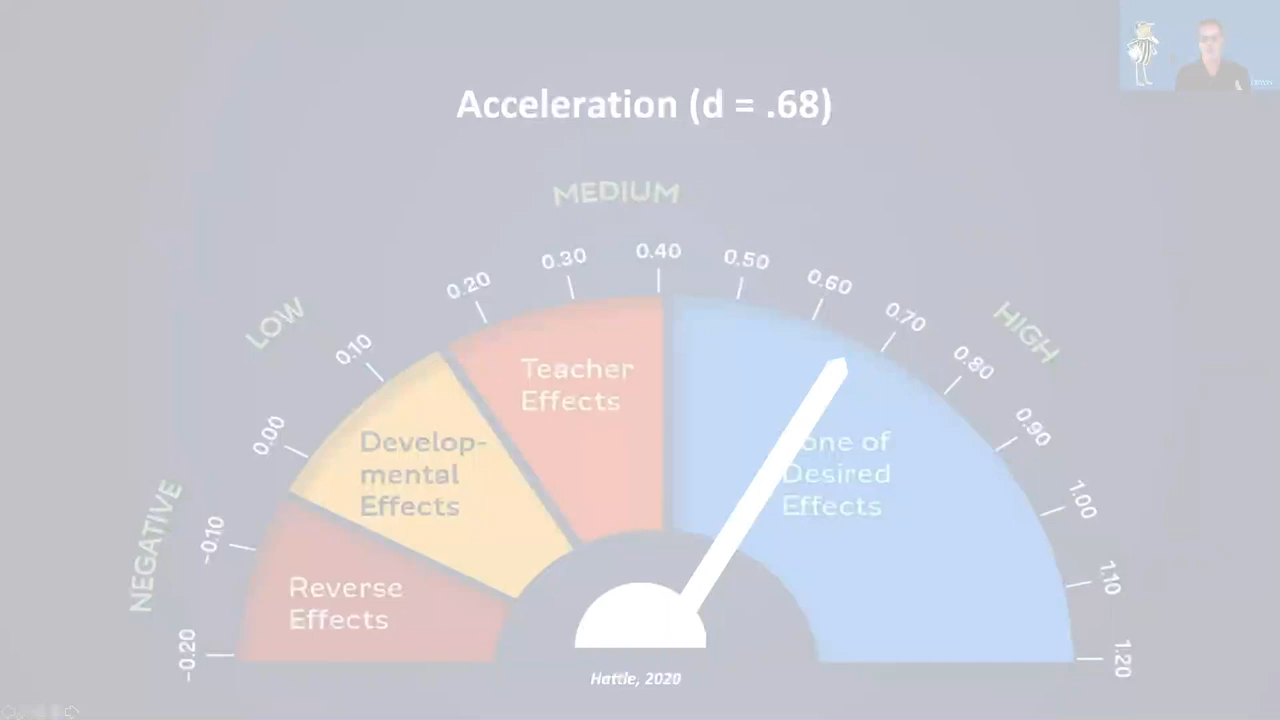 Acceleration (d = .68)
MEDIUM
LOW
HIGH
NEGATIVE
-0.20
-0.10
0.00
0.10
0.20
0.30
0.40
0.50
0.60
0.70
0.80
0.90
1.00
1.10
1.20
Reverse
Effects
Develop-
mental
Effects
Teacher
Effects
one of
Desired
Effects
Hattie, 2020